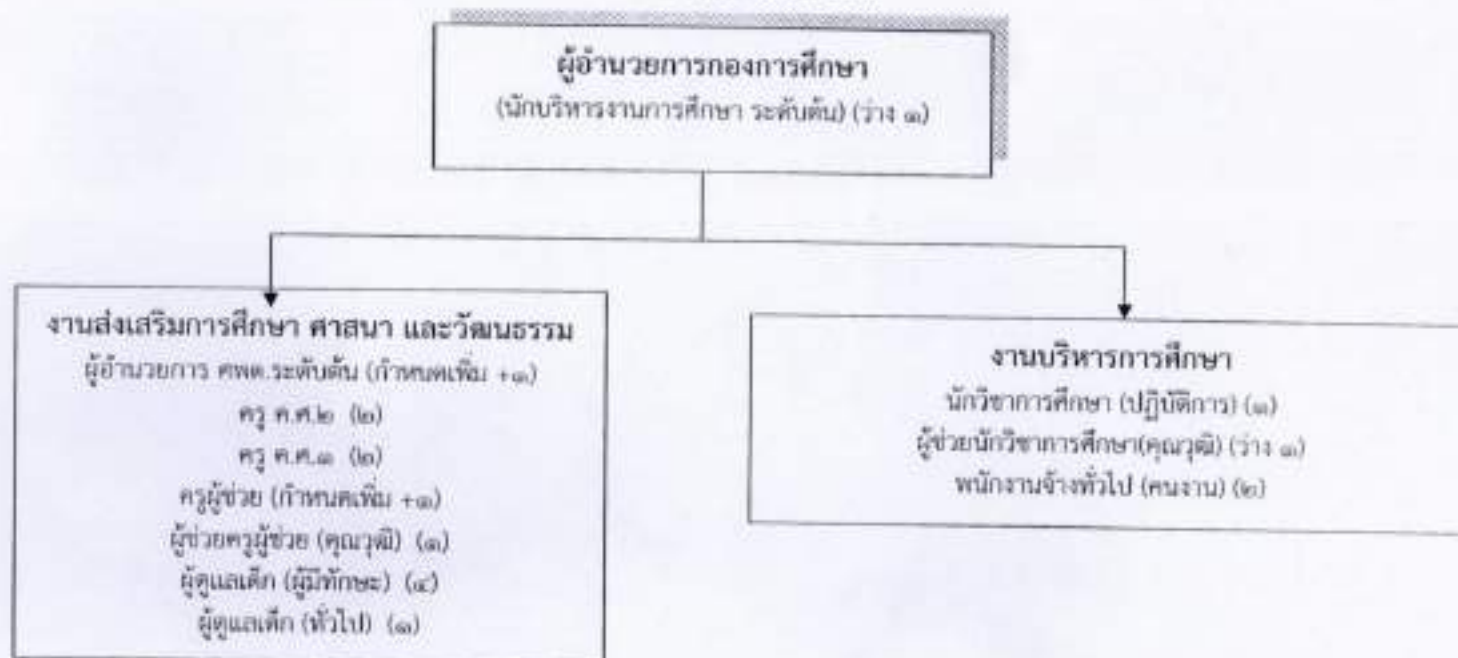 ผู้อำนวยการกองการศึกษา
(นักบริหารงานการศึกษา ระดับต้น) (ว่าง ๑)
งานส่งเสริมการศึกษา ศาสนา และวัฒนธรรม
ผู้อำนวยการ ศพด.ระดับต้น (กำหนดเพิ่ม +๑)
ครู ค.ศ.๒ (๒)
ครู ค.ศ.๑ (๒)
ครูผู้ช่วย (กำหนดเพิ่ม +๑)
ผู้ช่วยครูผู้ช่วย (คุณวุฒิ) (๑)
ผู้ดูแลเด็ก (ผู้มีทักษะ) (๔)
ผู้ดูแลเด็ก (ทั่วไป) (๑)
งานบริหารการศึกษา
นักวิชาการศึกษา (ปฏิบัติการ) (๑)
ผู้ช่วยนักวิชาการศึกษา(คุณวุฒิ) (ว่าง ๑)
พนักงานจ้างทั่วไป (คนงาน) (๒)